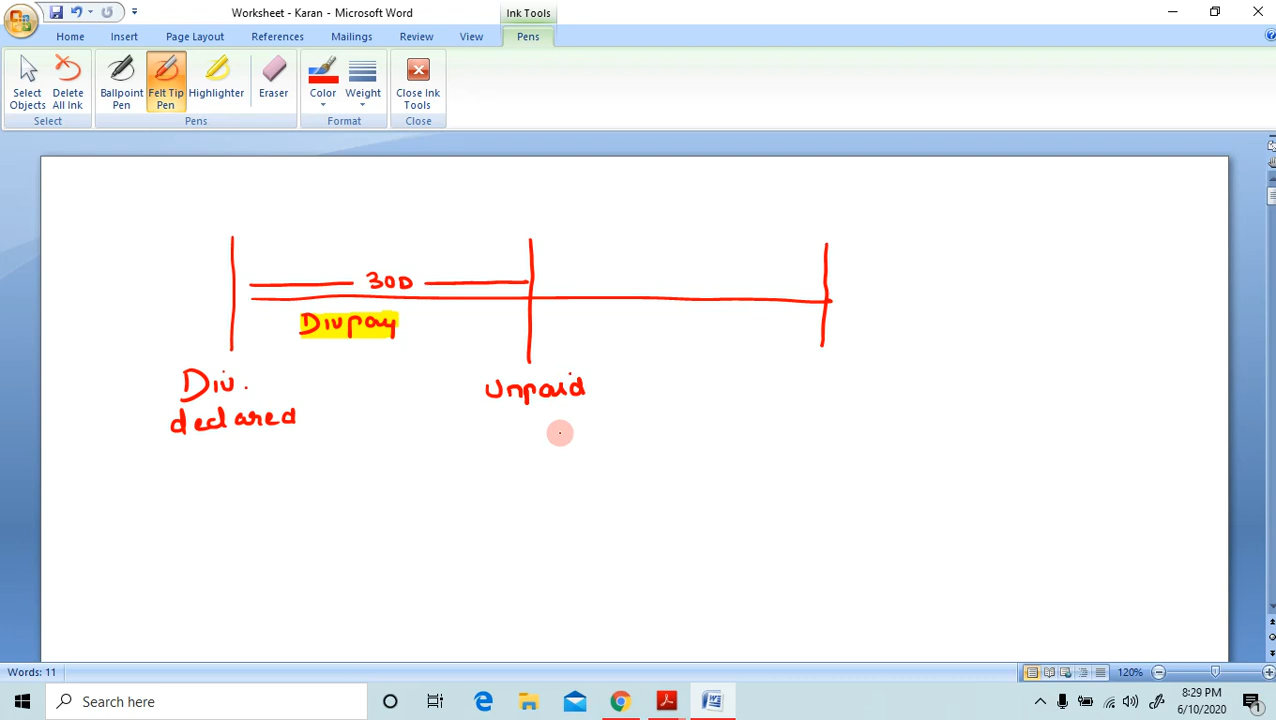 Worksheet - Karan - Microsoft Word
Ink Tools
Home Insert Page Layout References Mailings Review View Pens
Select Objects
Delete All Ink
Ballpoint Pen
Felt Tip Pen
Highlighter
Eraser
Color
Weight
Close Ink Tools
Select Pens Format Close
30D
Divpay
Div. declared
Unpaid
Words: 11
120%
Search here
8:29 PM
6/10/2020